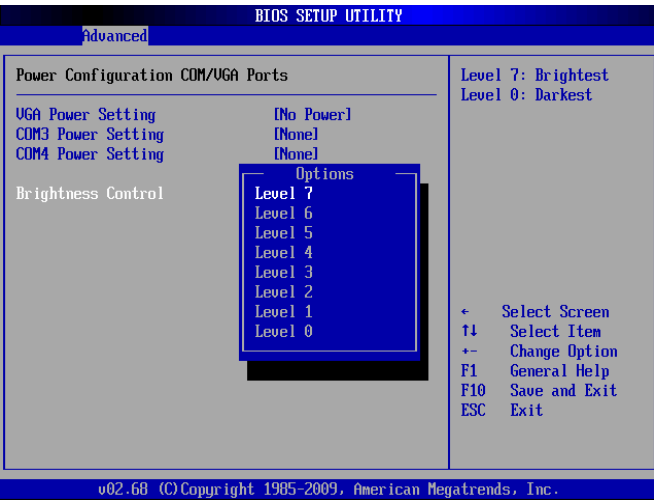 BIOS SETUP UTILITY
Advanced
Power Configuration COM/VGA Ports
VGA Power Setting [No Power]
COM3 Power Setting [None]
COM4 Power Setting [None]
Brightness Control
Options
Level 7
Level 6
Level 5
Level 4
Level 3
Level 2
Level 1
Level 0
Level 7: Brightest
Level 0: Darkest
← Select Screen
↑↓ Select Item
+- Change Option
F1 General Help
F10 Save and Exit
ESC Exit
v02.68 (C)Copyright 1985-2009, American Megatrends, Inc.